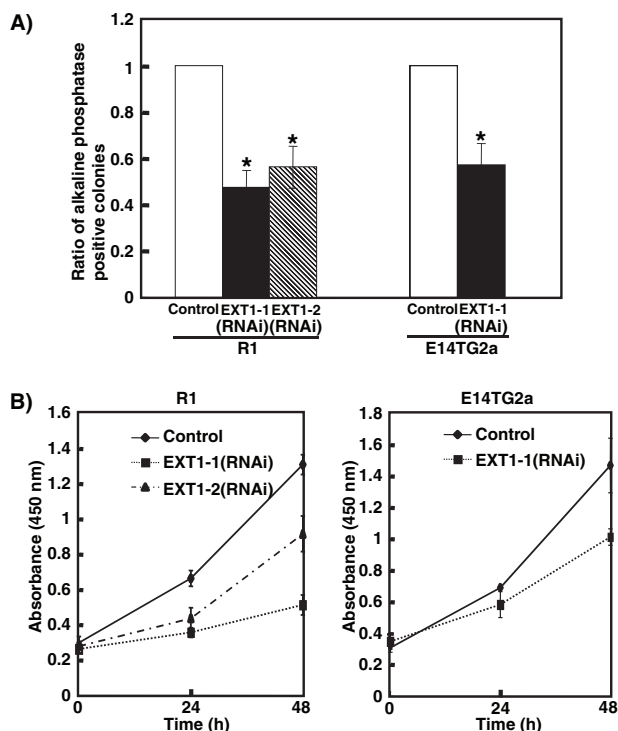 A)
Ratio of alkaline phosphatase
positive colonies
1.2
1
0.8
0.6
0.4
0.2
0
* * *
Control EXT1-1 EXT1-2
(RNAi) (RNAi)
R1
Control EXT1-1
(RNAi)
E14TG2a
B)
R1
Absorbance (450 nm)
1.6
1.4
1.2
1
0.8
0.6
0.4
0.2
0
Control
EXT1-1(RNAi)
EXT1-2(RNAi)
0 24 48
Time (h)
E14TG2a
Absorbance (450 nm)
1.8
1.6
1.4
1.2
1
0.8
0.6
0.4
0.2
0
Control
EXT1-1(RNAi)
0 24 48
Time (h)